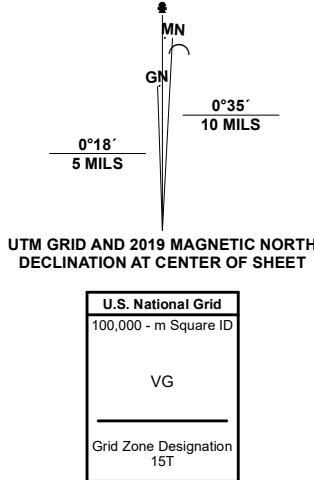 MN
GN
0°35´
10 MILS
0°18´
5 MILS
UTM GRID AND 2019 MAGNETIC NORTH
DECLINATION AT CENTER OF SHEET
U.S. National Grid
100,000 - m Square ID
VG
Grid Zone Designation
15T